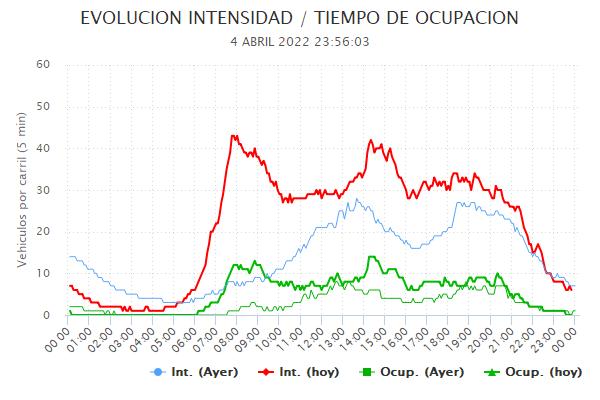 EVOLUCION INTENSIDAD / TIEMPO DE OCUPACION
4 ABRIL 2022 23:56:03
Vehiculos por carril (5 min)
60
50
40
30
20
10
0
00:00 01:00 02:00 03:00 04:00 05:00 06:00 07:00 08:00 09:00 10:00 11:00 12:00 13:00 14:00 15:00 16:00 17:00 18:00 19:00 20:00 21:00 22:00 23:00 00:00
Int. (Ayer) Int. (hoy) Ocup. (Ayer) Ocup. (hoy)